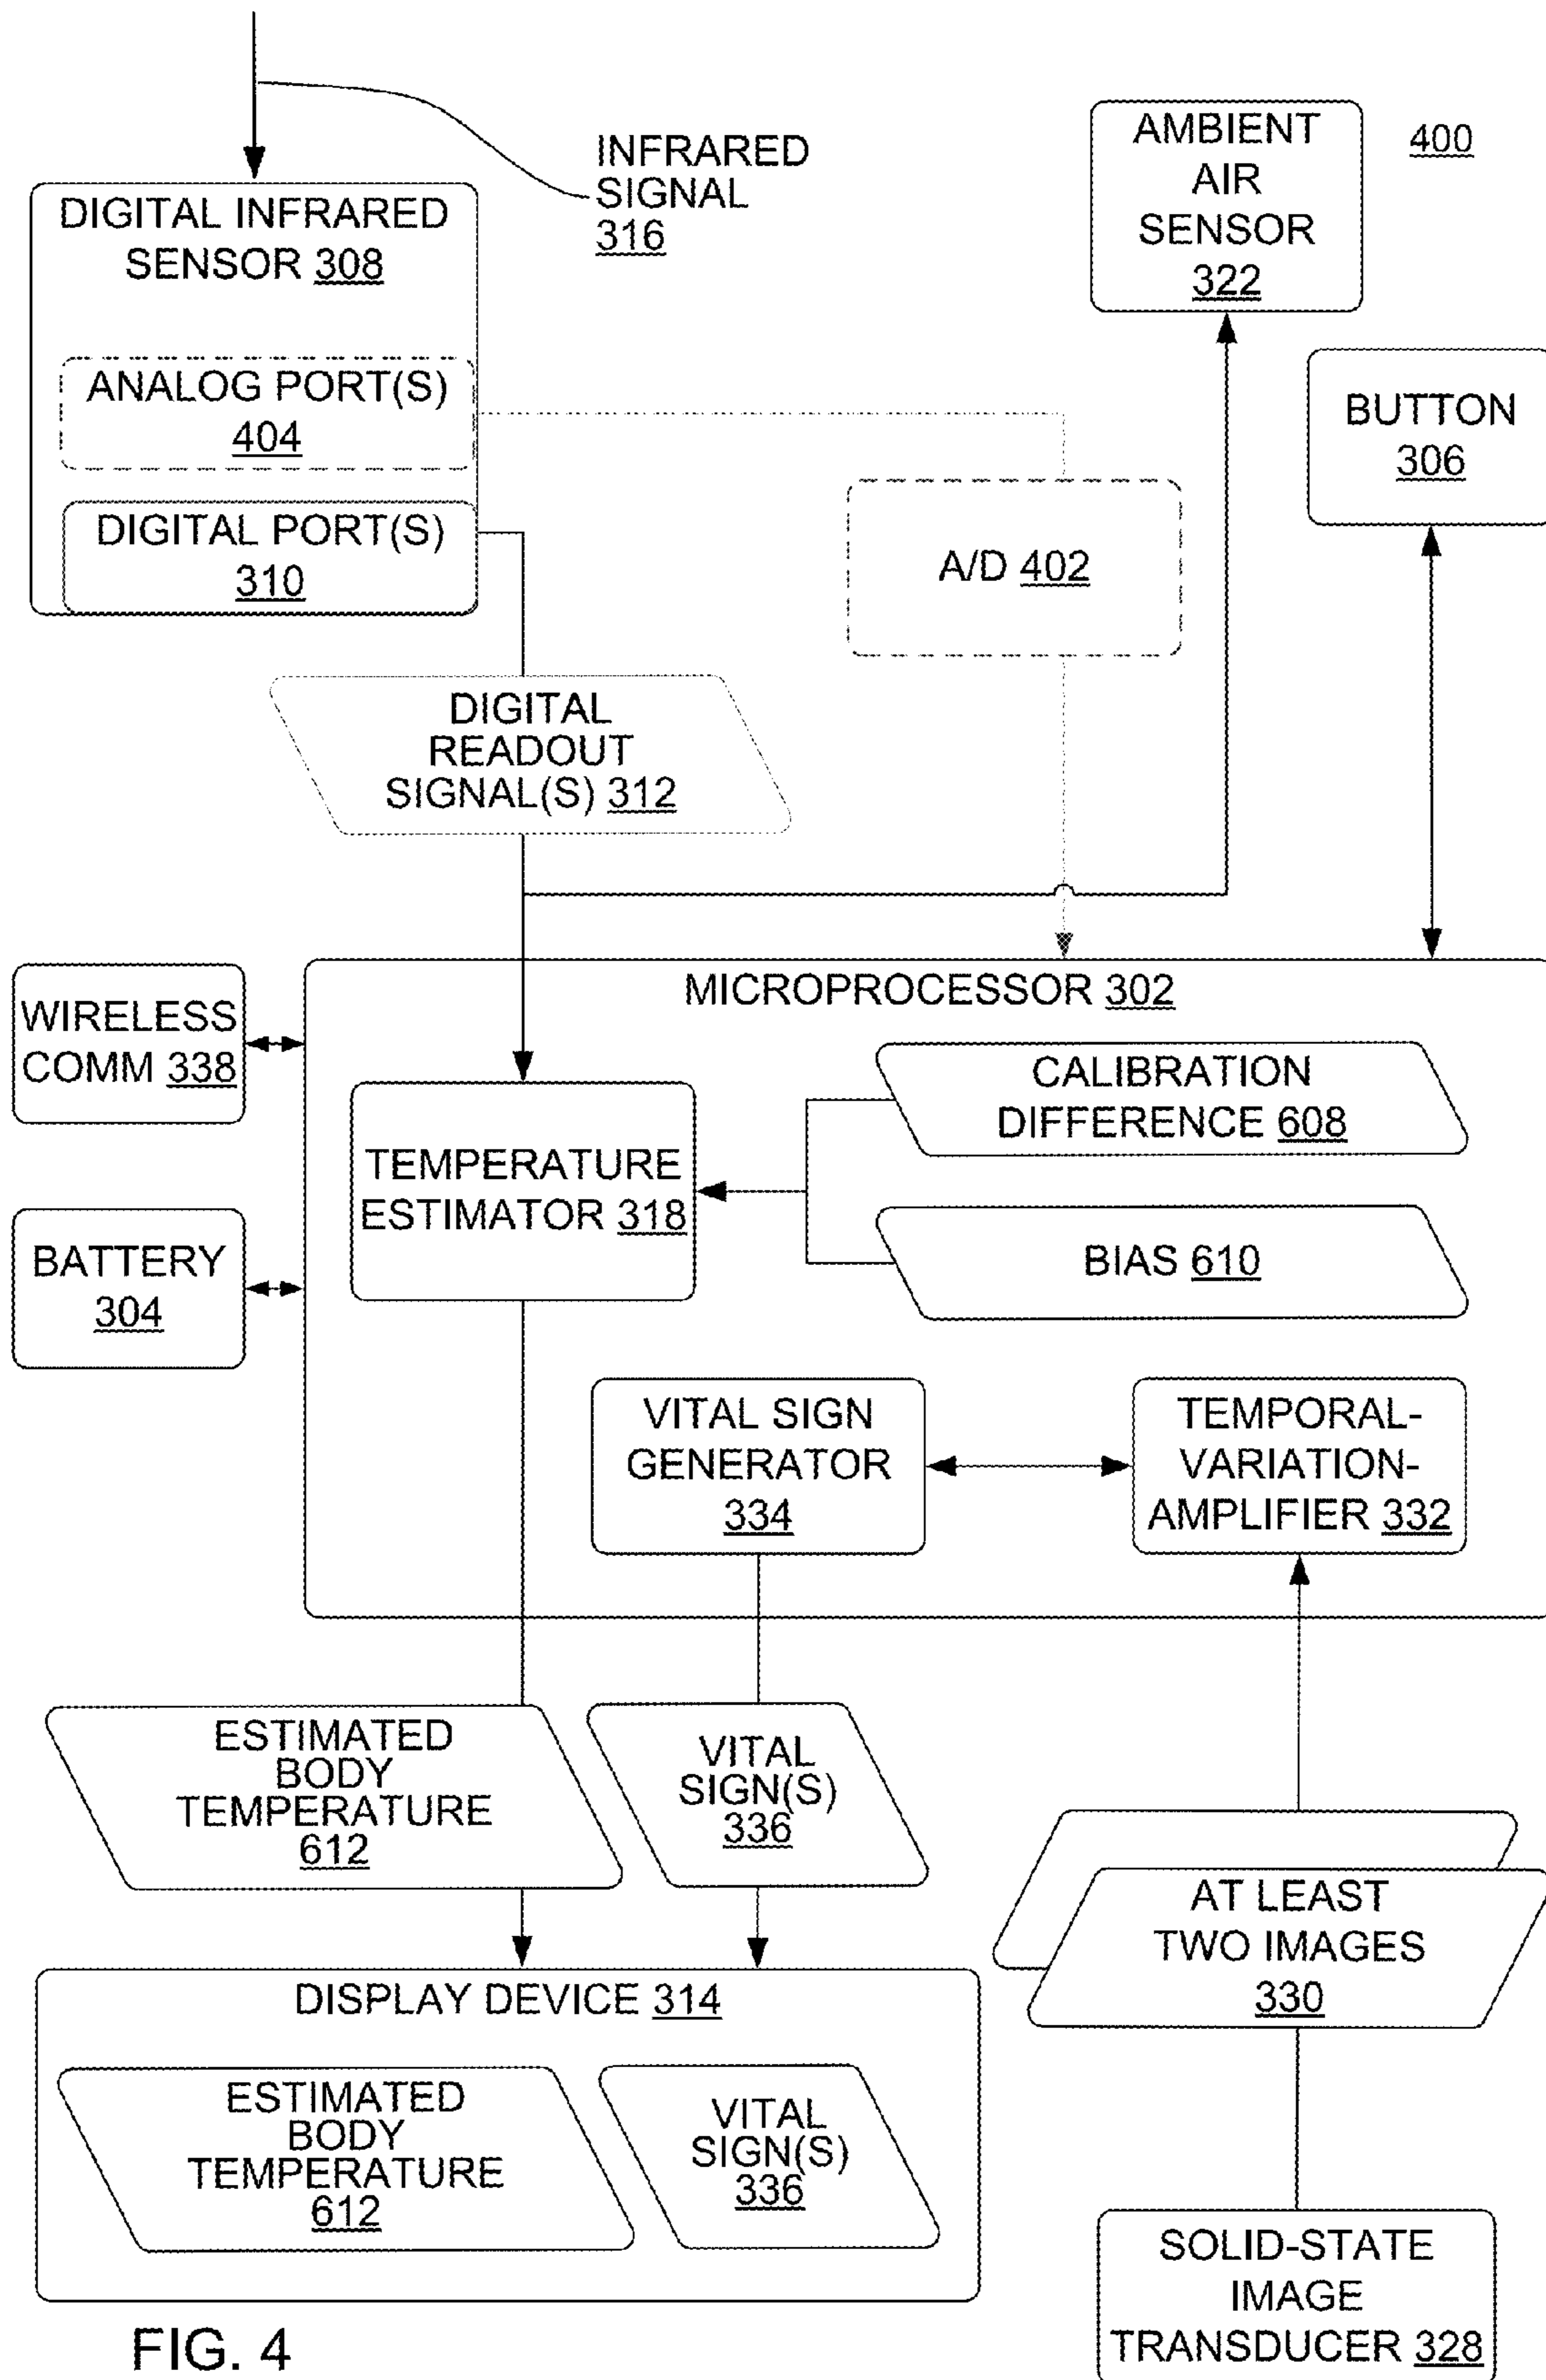 INFRARED
SIGNAL
316
AMBIENT
AIR
SENSOR
322
400
DIGITAL INFRARED
SENSOR 308
ANALOG PORT(S)
404
DIGITAL PORT(S)
310
BUTTON
306
A/D 402
DIGITAL
READOUT
SIGNAL(S) 312
MICROPROCESSOR 302
WIRELESS
COMM 338
CALIBRATION
DIFFERENCE 608
TEMPERATURE
ESTIMATOR 318
BATTERY
304
BIAS 610
VITAL SIGN
GENERATOR
334
TEMPORAL-
VARIATION-
AMPLIFIER 332
ESTIMATED
BODY
TEMPERATURE
612
VITAL
SIGN(S)
336
AT LEAST
TWO IMAGES
330
DISPLAY DEVICE 314
ESTIMATED
BODY
TEMPERATURE
612
VITAL
SIGN(S)
336
SOLID-STATE
IMAGE
TRANSDUCER 328
FIG. 4